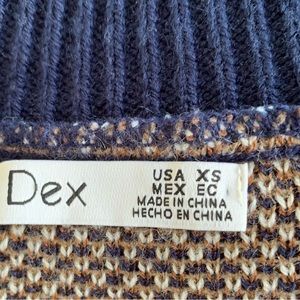 Dex
USA XS
MEX EC
MADE IN CHINA
HECHO EN CHINA